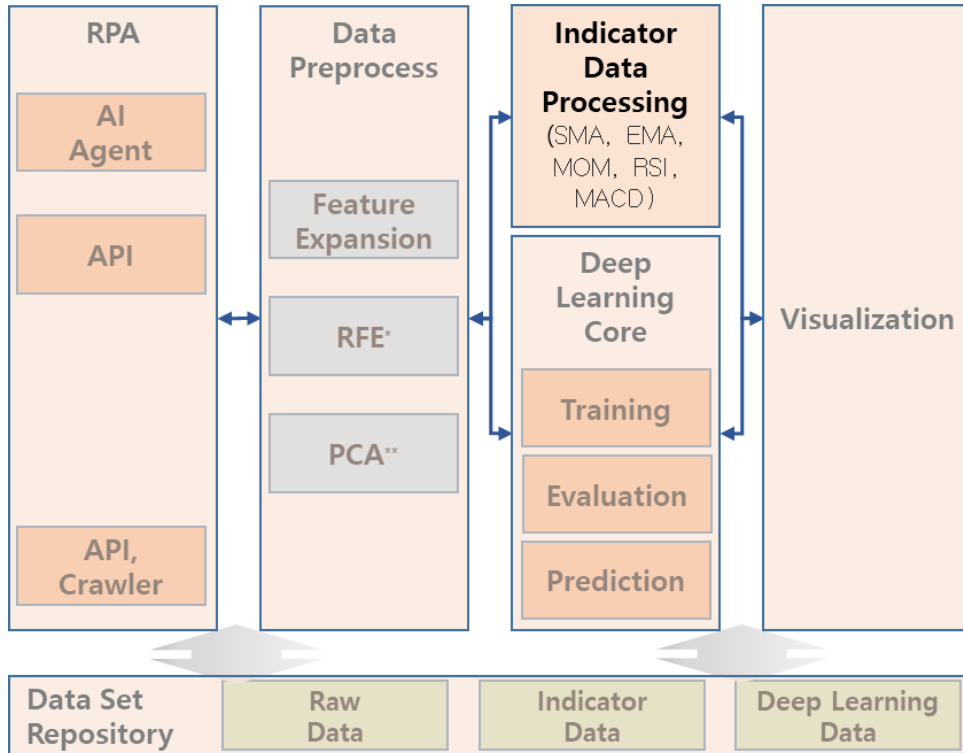 RPA
AI
Agent
API
API,
Crawler
Data
Preprocess
Feature
Expansion
RFE*
PCA**
Indicator
Data
Processing
(SMA, EMA,
MOM, RSI,
MACD)
Deep
Learning
Core
Training
Evaluation
Prediction
Visualization
Data Set
Repository
Raw
Data
Indicator
Data
Deep Learning
Data